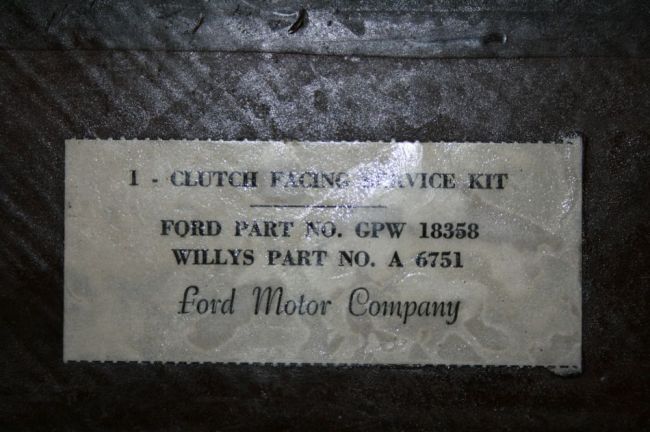 1 - CLUTCH FACING SERVICE KIT
FORD PART NO. GPW 18358
WILLYS PART NO. A 6751
Ford Motor Company